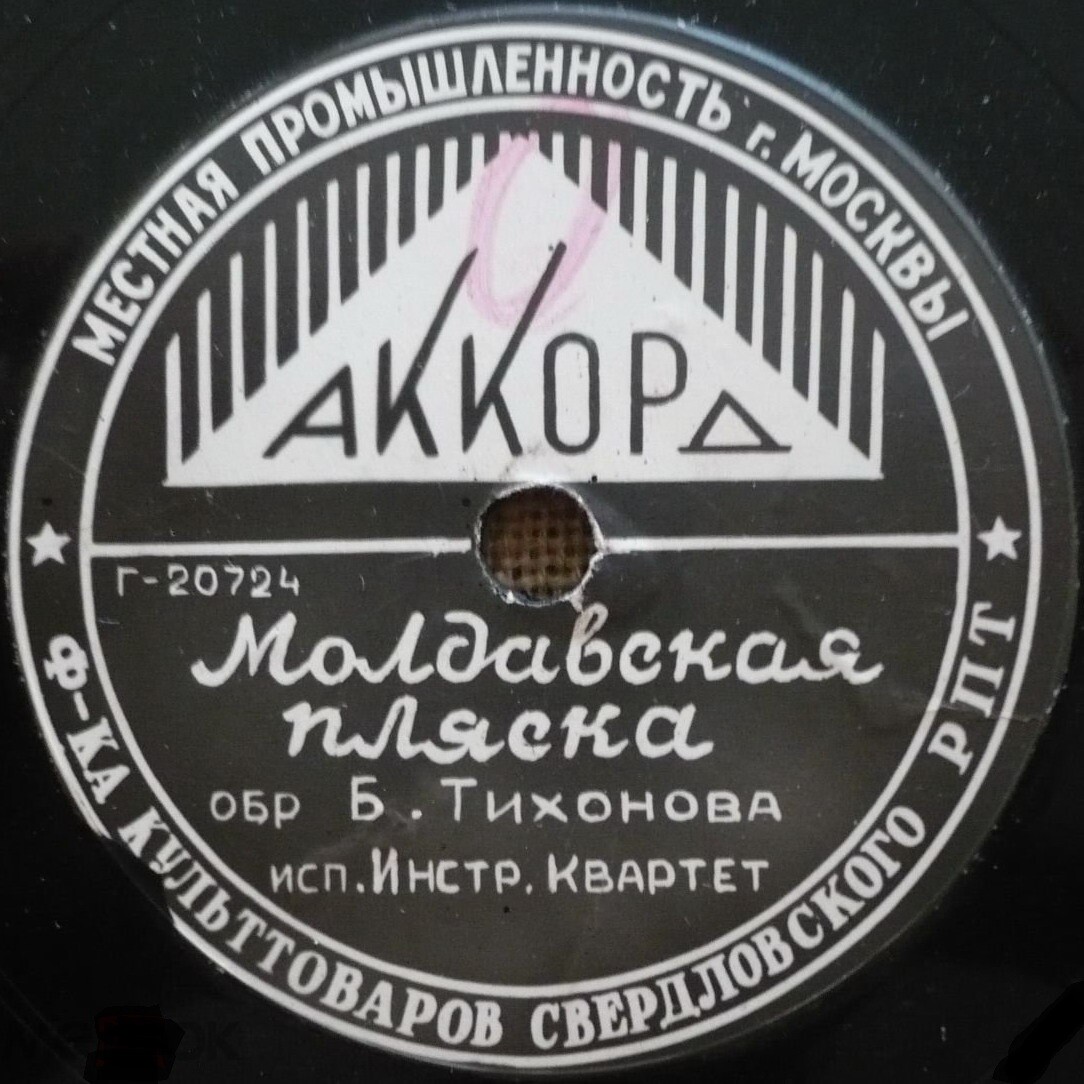 МЕСТНАЯ ПРОМЫШЛЕННОСТЬ г. МОСКВЫ
АККОРД
Г-20724
Молдавская
пляска
ОБР Б. ТИХОНОВА
ИСП. ИНСТР. КВАРТЕТ
Ф-КА КУЛЬТТОВАРОВ СВЕРДЛОВСКОГО РПТ